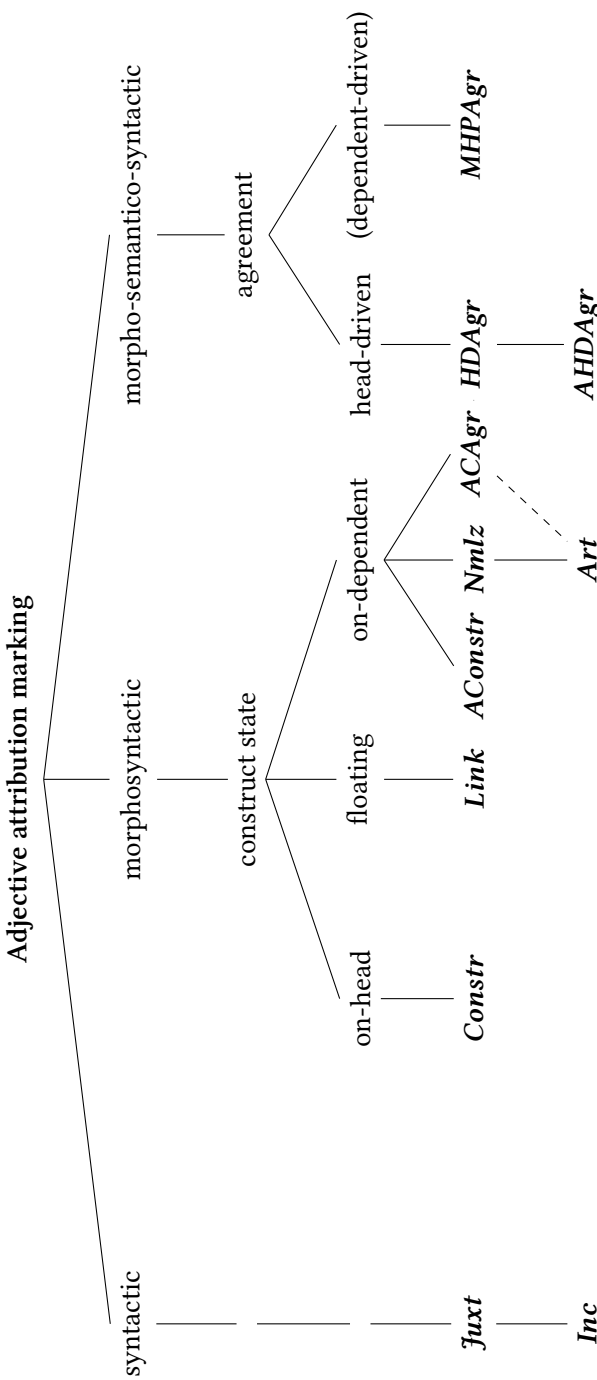 Adjective attribution marking
syntactic morphosyntactic morpho-semantico-syntactic
construct state agreement
on-head floating on-dependent head-driven (dependent-driven)
Juxt Constr Link AConstr Nmlz ACAgr HDAgr MHPAgr
Inc Art AHDAgr